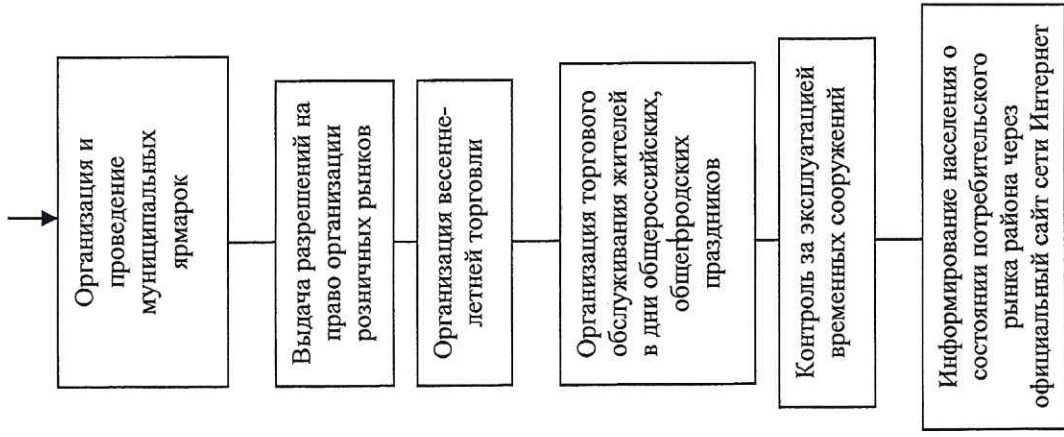 Организация и
проведение
муниципальных
ярмарок
Выдача разрешений на
право организации
розничных рынков
Организация весенне-
летней торговли
Организация торгового
обслуживания жителей
в дни общероссийских,
общегородских
праздников
Контроль за эксплуатацией
временных сооружений
Информирование населения о
состоянии потребительского
рынка района через
официальный сайт сети Интернет